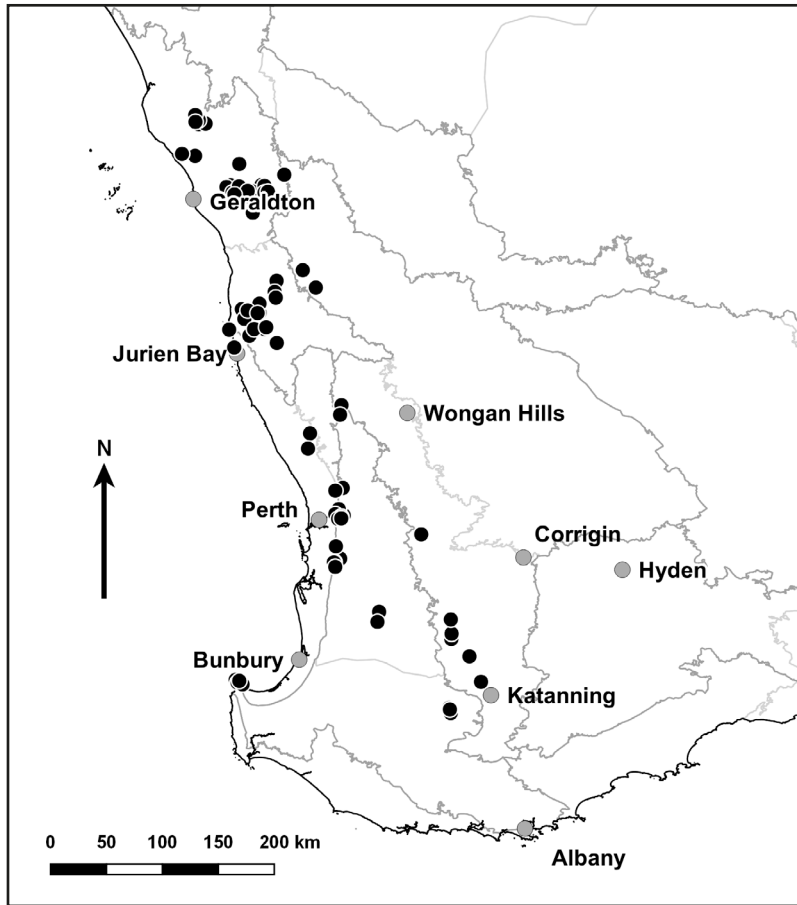 Geraldton
Jurien Bay
Wongan Hills
N
Perth
Corrigin
Hyden
Bunbury
Katanning
0 50 100 150 200 km
Albany